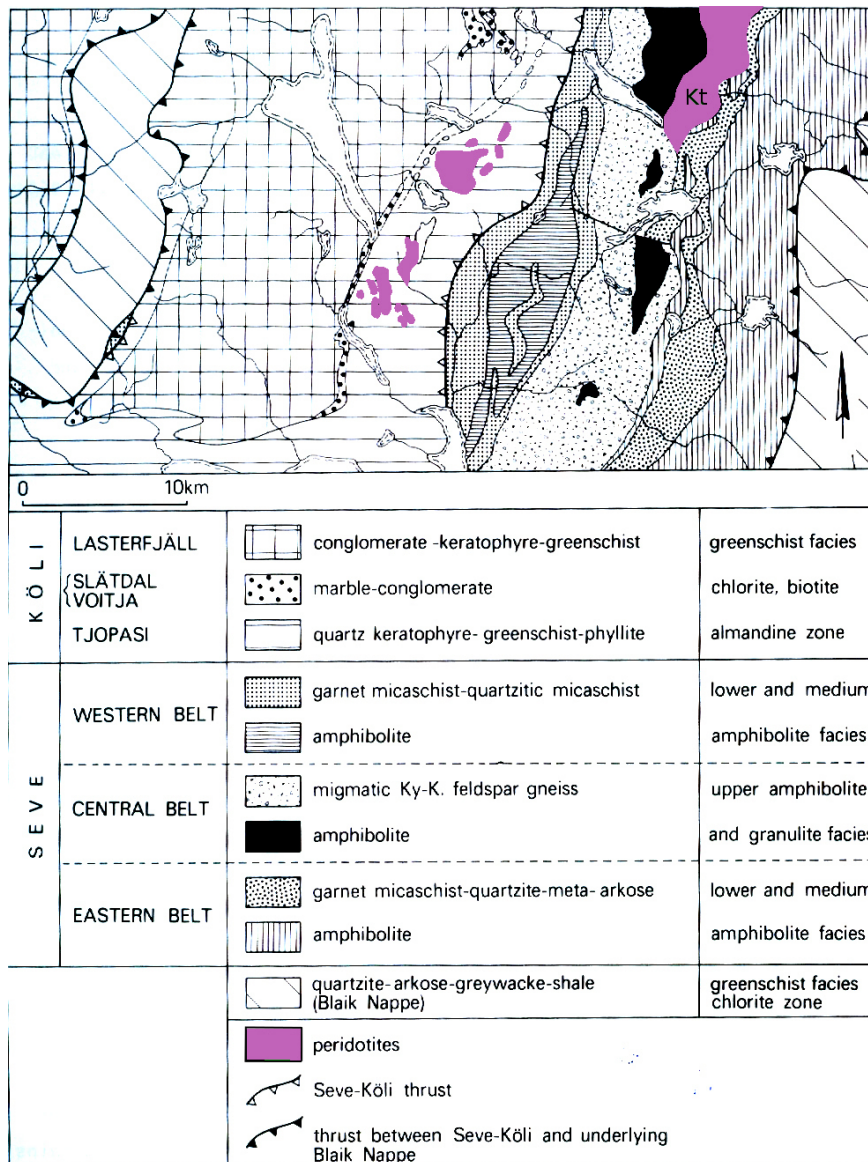 Kt
0 10km
KÖLI
LASTERFJÄLL conglomerate -keratophyre-greenschist greenschist facies
{SLÄTDAL
VOITJA marble-conglomerate chlorite, biotite
TJOPASI quartz keratophyre- greenschist-phyllite almandine zone
SEVE
WESTERN BELT
garnet micaschist-quartzitic micaschist lower and medium
amphibolite amphibolite facies
CENTRAL BELT
migmatic Ky-K. feldspar gneiss upper amphibolite
amphibolite and granulite facies
EASTERN BELT
garnet micaschist-quartzite-meta-arkose lower and medium
amphibolite amphibolite facies
quartzite-arkose-greywacke-shale greenschist facies
(Blaik Nappe) chlorite zone
peridotites
Seve-Köli thrust
thrust between Seve-Köli and underlying
Blaik Nappe